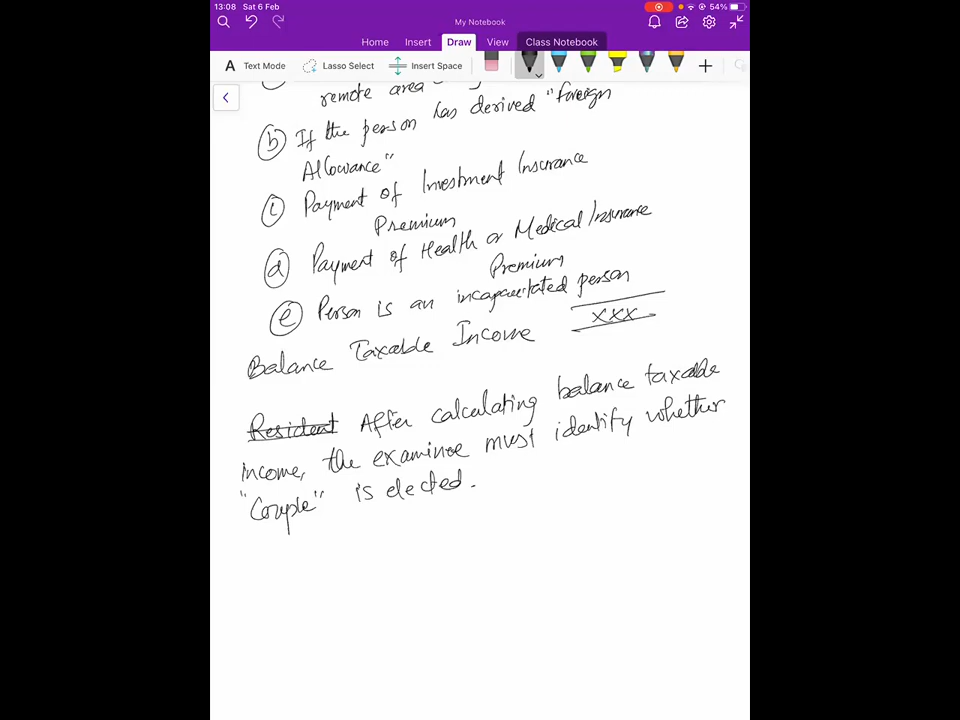 13:08 Sat 6 Feb
54%
My Notebook
Home Insert Draw View Class Notebook
A Text Mode Lasso Select Insert Space
remote area
(b) If the person has derived "foreign
Allowance"
(c) Payment of Investment Insurance
Premium
(d) Payment of Health or Medical Insurance
Premium
(e) Person is an incapacitated person
Balance Taxable Income XXX
Resident After calculating balance taxable
income, the examinee must identify whether
"Couple" is elected.